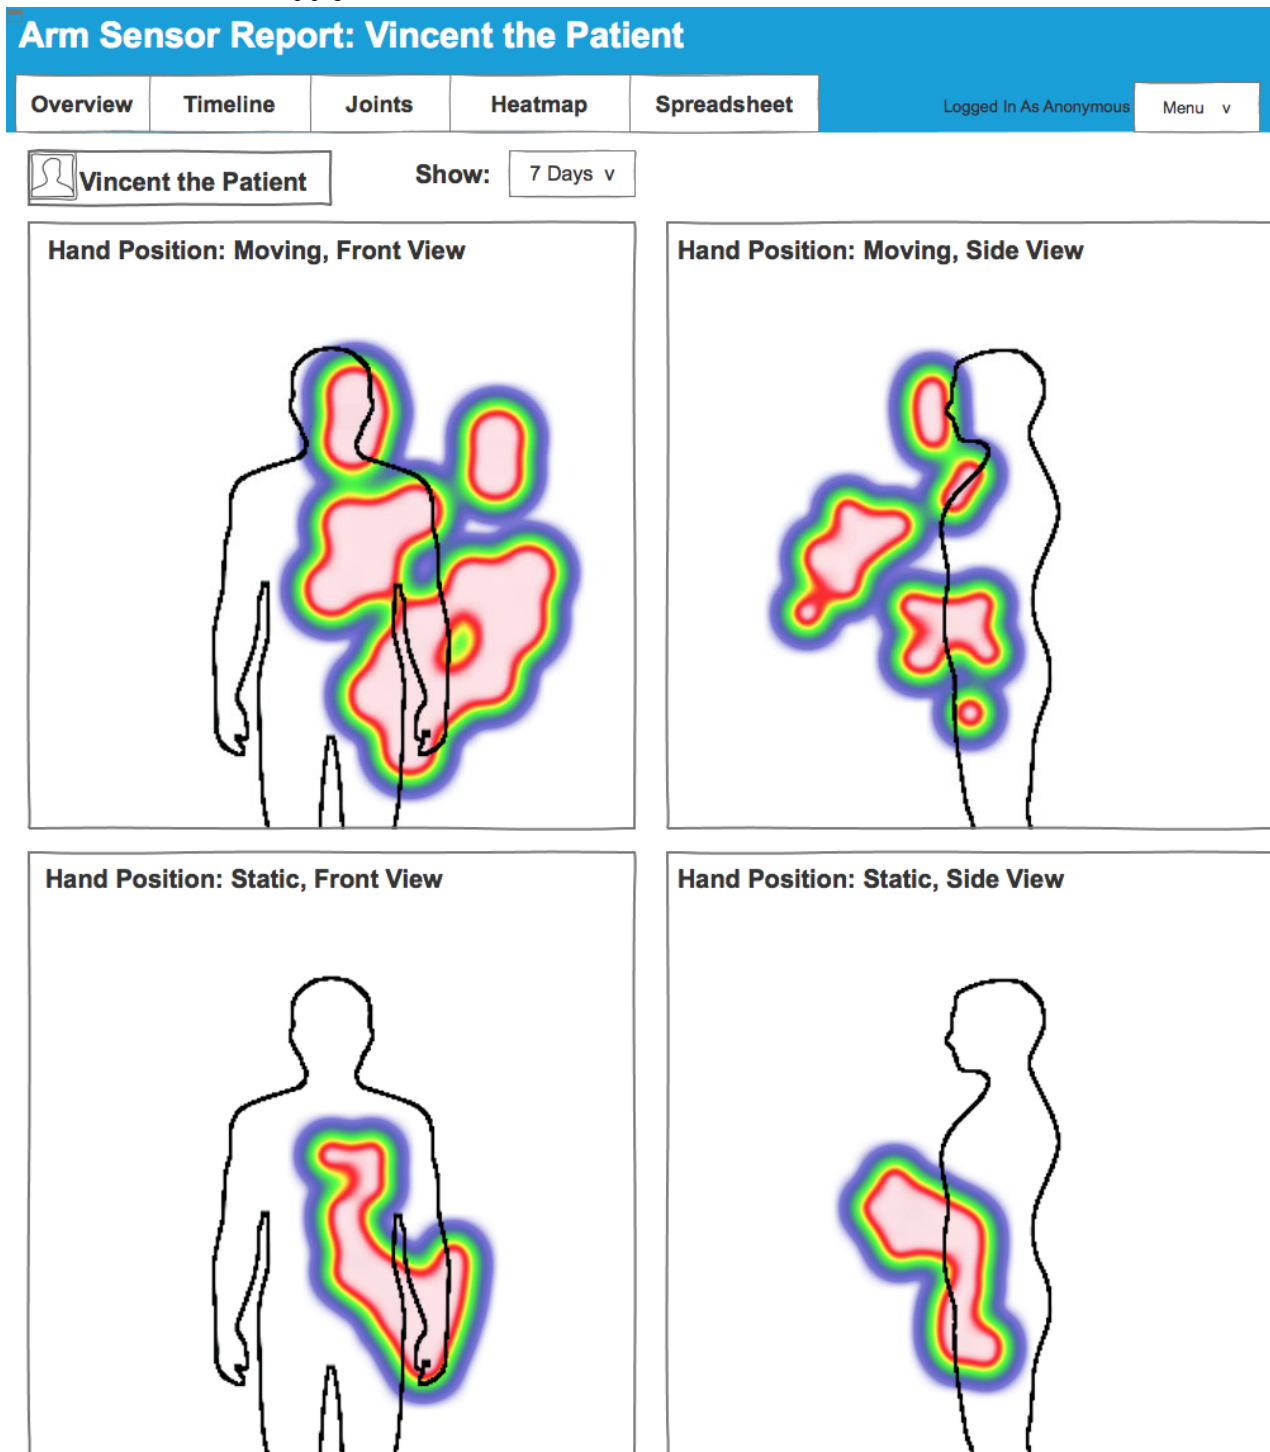 Arm Sensor Report: Vincent the Patient
Overview Timeline Joints Heatmap Spreadsheet Logged In As Anonymous Menu v
Vincent the Patient Show: 7 Days v
Hand Position: Moving, Front View
Hand Position: Moving, Side View
Hand Position: Static, Front View
Hand Position: Static, Side View